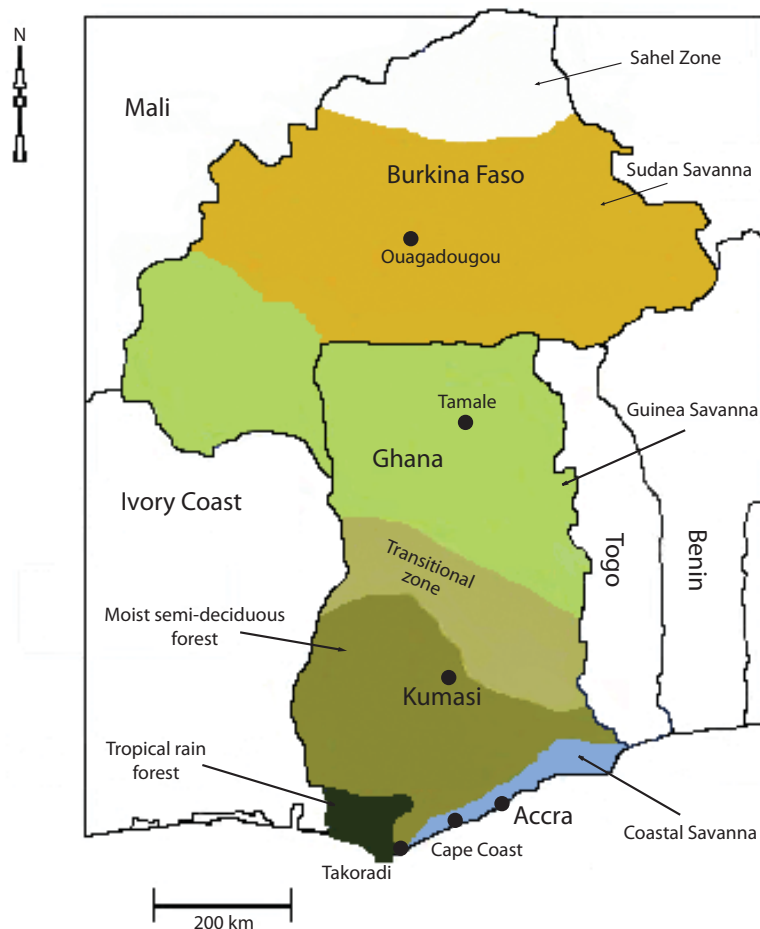 N
Sahel Zone
Mali
Burkina Faso
Sudan Savanna
Ouagadougou
Tamale
Guinea Savanna
Ghana
Ivory Coast
Transitional
zone
Togo
Benin
Moist semi-deciduous
forest
Kumasi
Tropical rain
forest
Accra
Coastal Savanna
Cape Coast
Takoradi
200 km